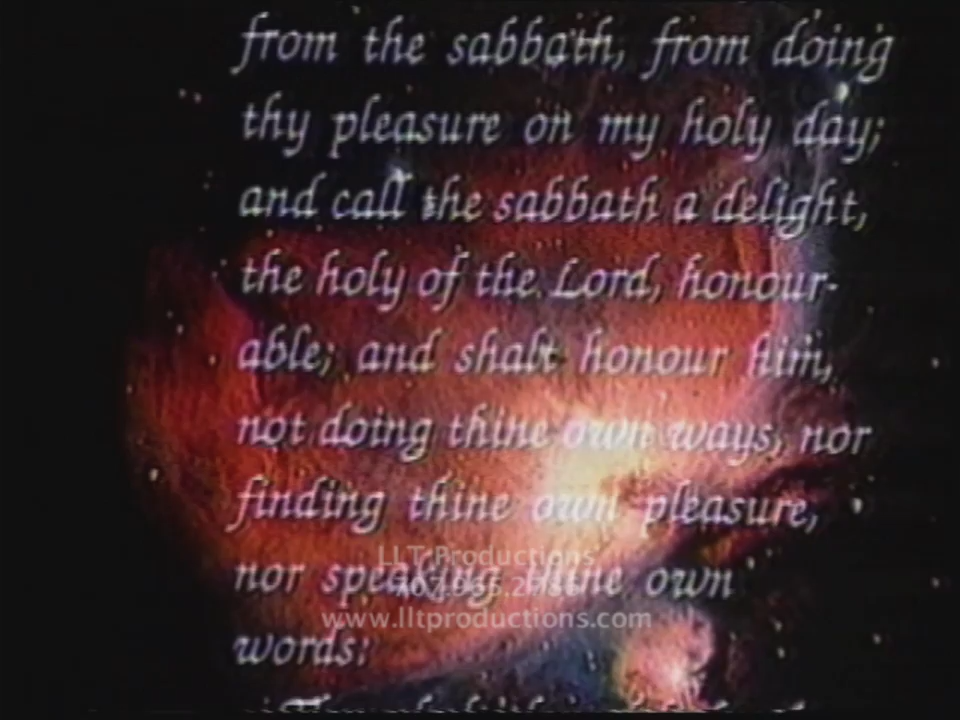 from the sabbath, from doing
thy pleasure on my holy day;
and call the sabbath a delight,
the holy of the Lord, honour-
able; and shalt honour him,
not doing thine own ways, nor
finding thine own pleasure,
LLT Productions
nor speaking thine own
www.lltproductions.com
words: